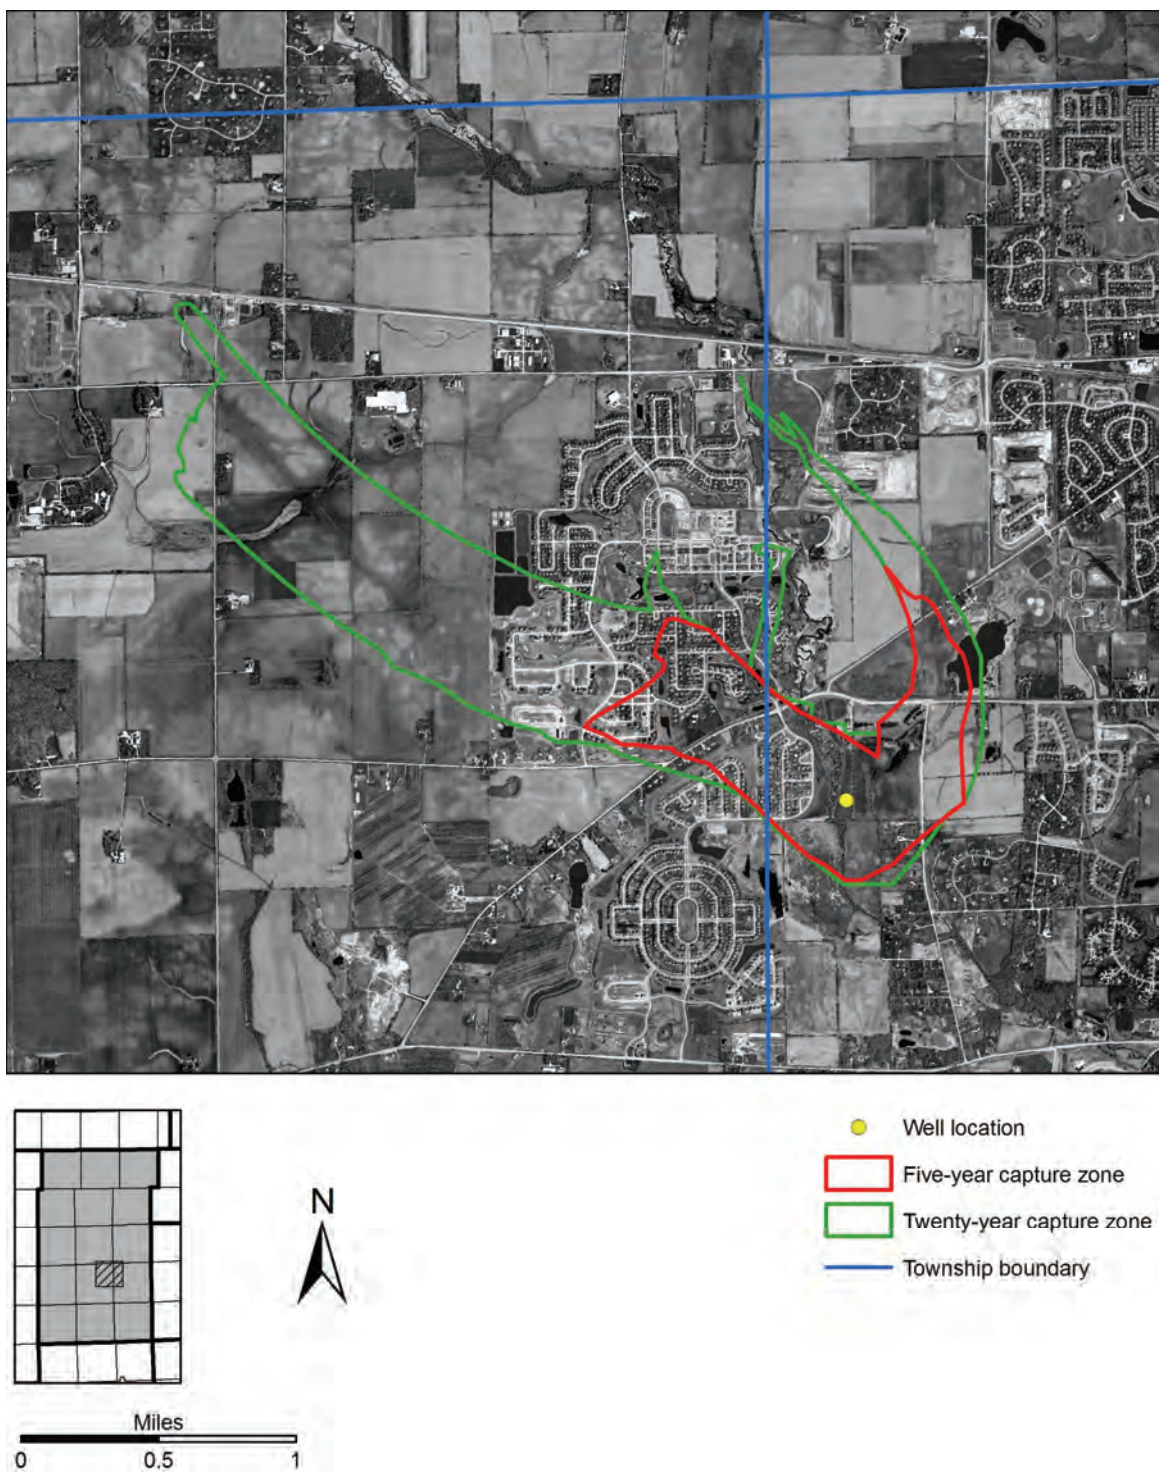 Well location
Five-year capture zone
Twenty-year capture zone
Township boundary
N
Miles
0 0.5 1